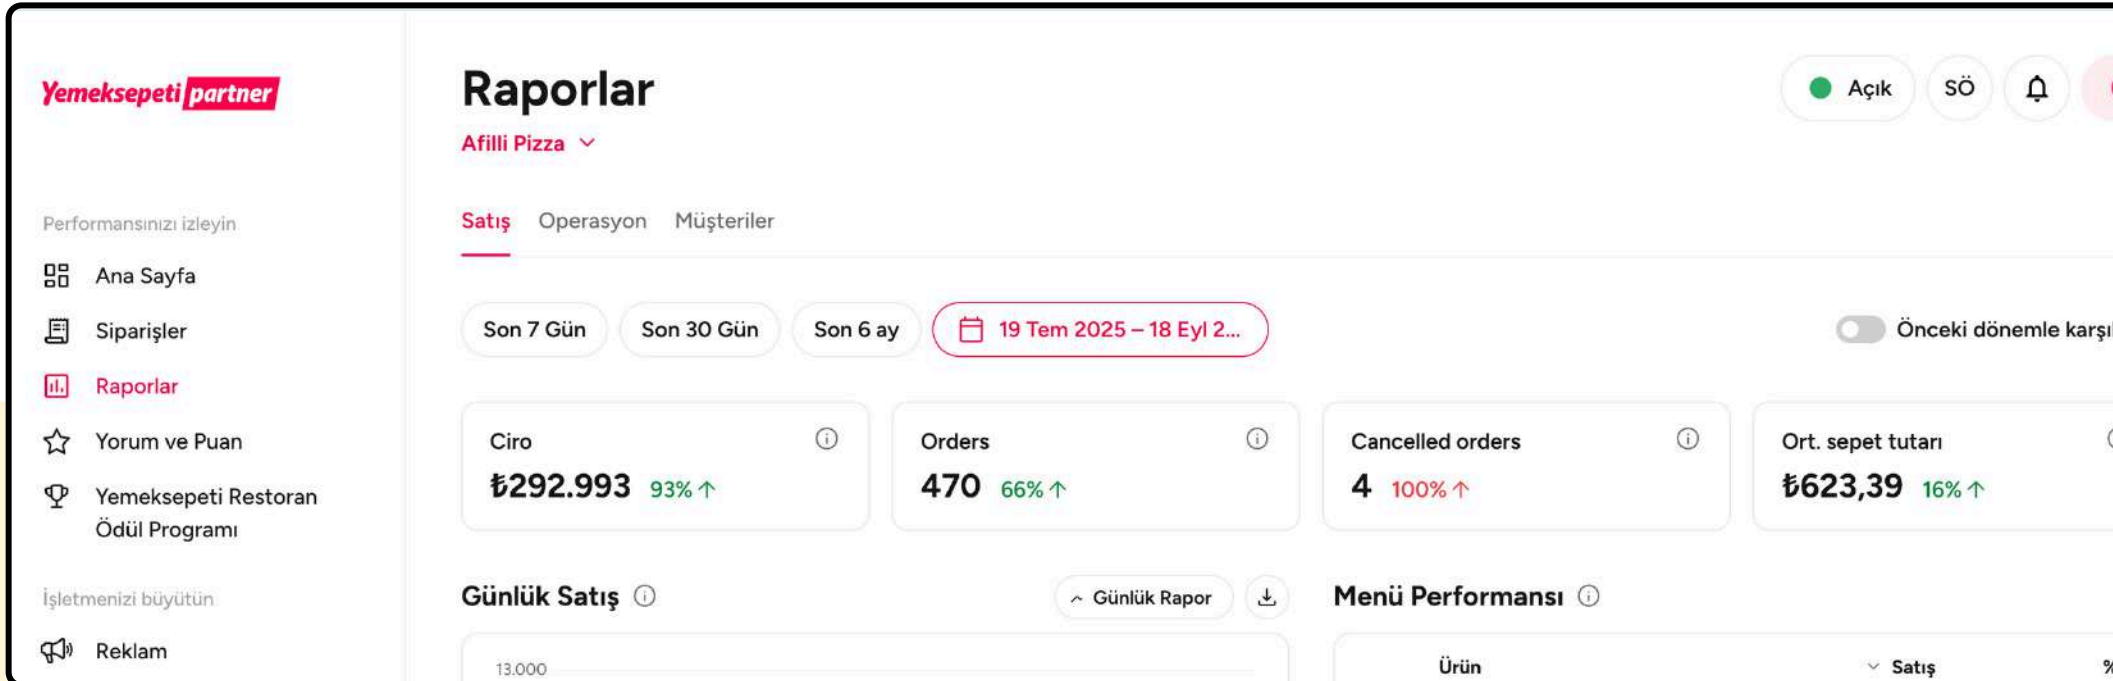 Yemeksepeti partner
Raporlar
Açık
SÖ
Afilli Pizza
Performansınızı izleyin
Ana Sayfa
Siparişler
Raporlar
Yorum ve Puan
Yemeksepeti Restoran
Ödül Programı
İşletmenizi büyütün
Reklam
Satış Operasyon Müşteriler
Son 7 Gün Son 30 Gün Son 6 ay 19 Tem 2025 – 18 Eyl 2...
Önceki dönemle
Ciro
₺292.993 93% ↑
Orders
470 66% ↑
Cancelled orders
4 100% ↑
Ort. sepet tutarı
₺623,39 16% ↑
Günlük Satış
Günlük Rapor
13.000
Menü Performansı
Ürün Satış %